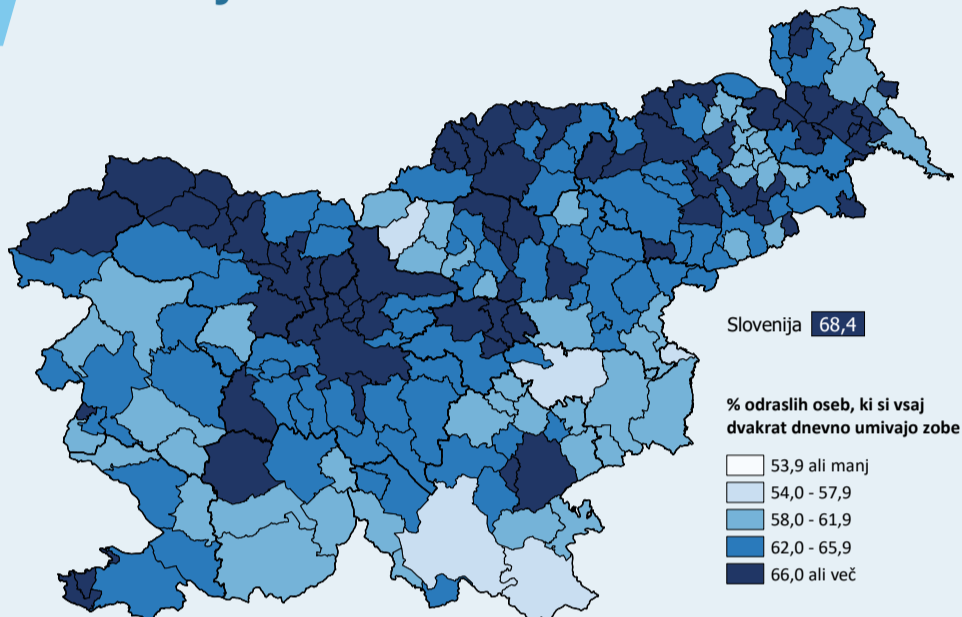 Slovenija 68,4
% odraslih oseb, ki si vsaj
dvakrat dnevno umivajo zobe
53,9 ali manj
54,0 - 57,9
58,0 - 61,9
62,0 - 65,9
66,0 ali več